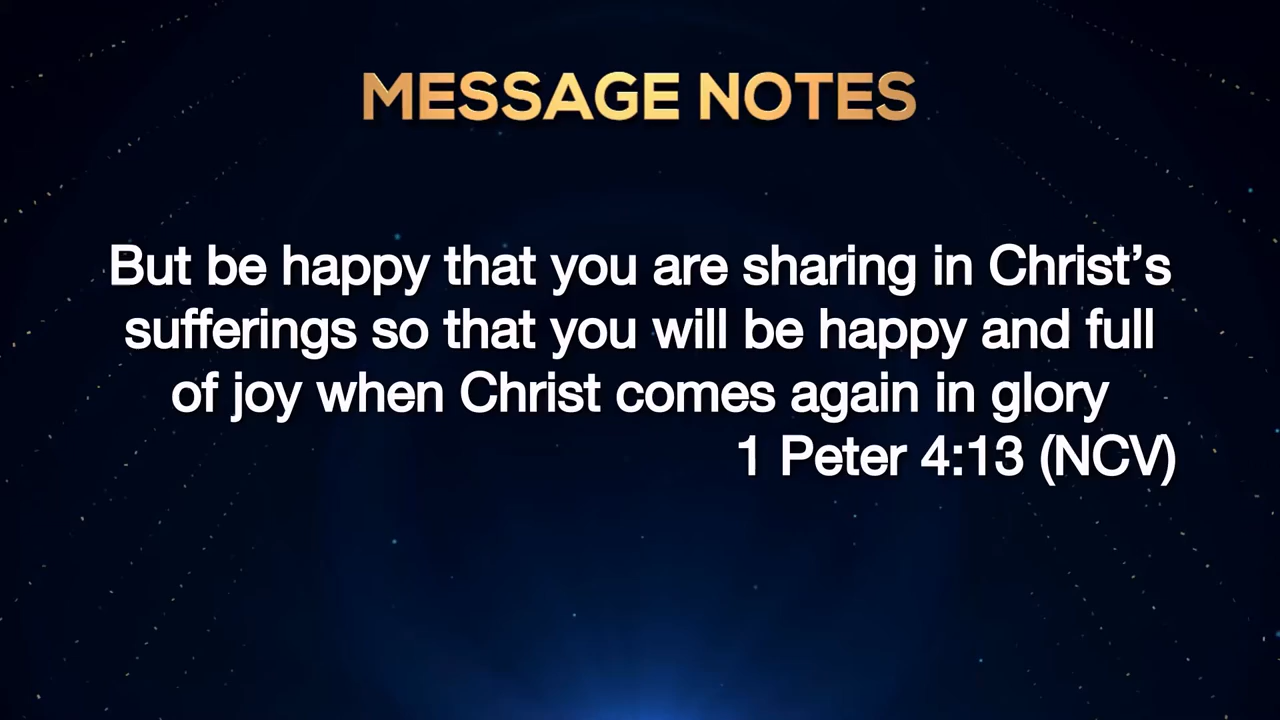 MESSAGE NOTES
But be happy that you are sharing in Christ’s
sufferings so that you will be happy and full
of joy when Christ comes again in glory
1 Peter 4:13 (NCV)